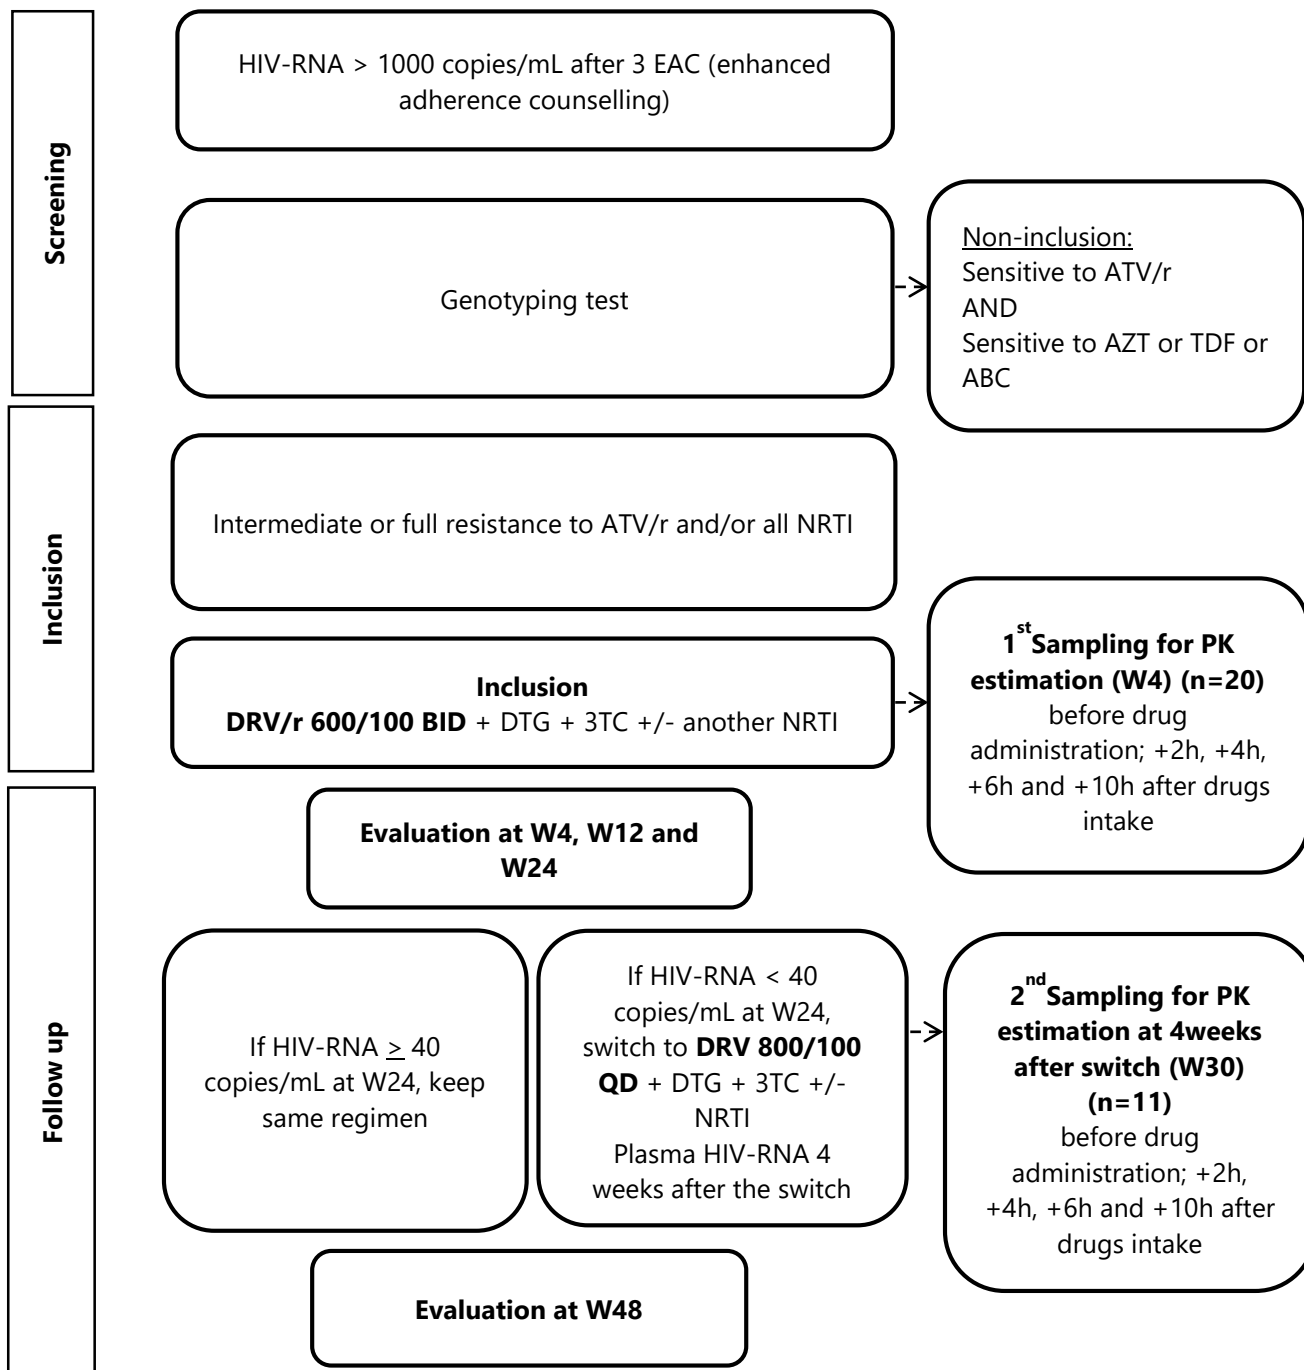 Screening
HIV-RNA > 1000 copies/mL after 3 EAC (enhanced
adherence counselling)
Genotyping test
Non-inclusion:
Sensitive to ATV/r
AND
Sensitive to AZT or TDF or
ABC
Inclusion
Intermediate or full resistance to ATV/r and/or all NRTI
Inclusion
DRV/r 600/100 BID + DTG + 3TC +/- another NRTI
1st Sampling for PK
estimation (W4) (n=20)
before drug
administration; +2h, +4h,
+6h and +10h after drugs
intake
Follow up
Evaluation at W4, W12 and
W24
If HIV-RNA ≥ 40
copies/mL at W24, keep
same regimen
If HIV-RNA < 40
copies/mL at W24,
switch to DRV 800/100
QD + DTG + 3TC +/-
NRTI
Plasma HIV-RNA 4
weeks after the switch
2nd Sampling for PK
estimation at 4weeks
after switch (W30)
(n=11)
before drug
administration; +2h,
+4h, +6h and +10h after
drugs intake
Evaluation at W48